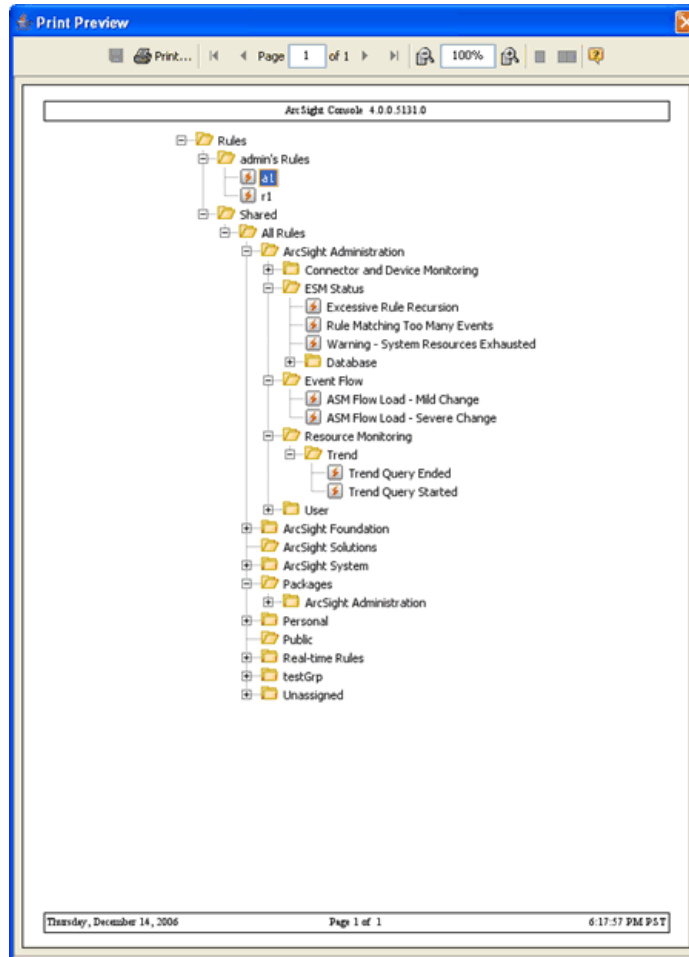 Print Preview
Print... Page 1 of 1 100%
ArcSight Console 4.0.0.5131.0
Rules
admin's Rules
a1
r1
Shared
All Rules
ArcSight Administration
Connector and Device Monitoring
ESM Status
Excessive Rule Recursion
Rule Matching Too Many Events
Warning - System Resources Exhausted
Database
Event Flow
ASM Flow Load - Mild Change
ASM Flow Load - Severe Change
Resource Monitoring
Trend
Trend Query Ended
Trend Query Started
User
ArcSight Foundation
ArcSight Solutions
ArcSight System
Packages
ArcSight Administration
Personal
Public
Real-time Rules
testGrp
Unassigned
Thursday, December 14, 2006 Page 1 of 1 6:17:57 PM PST